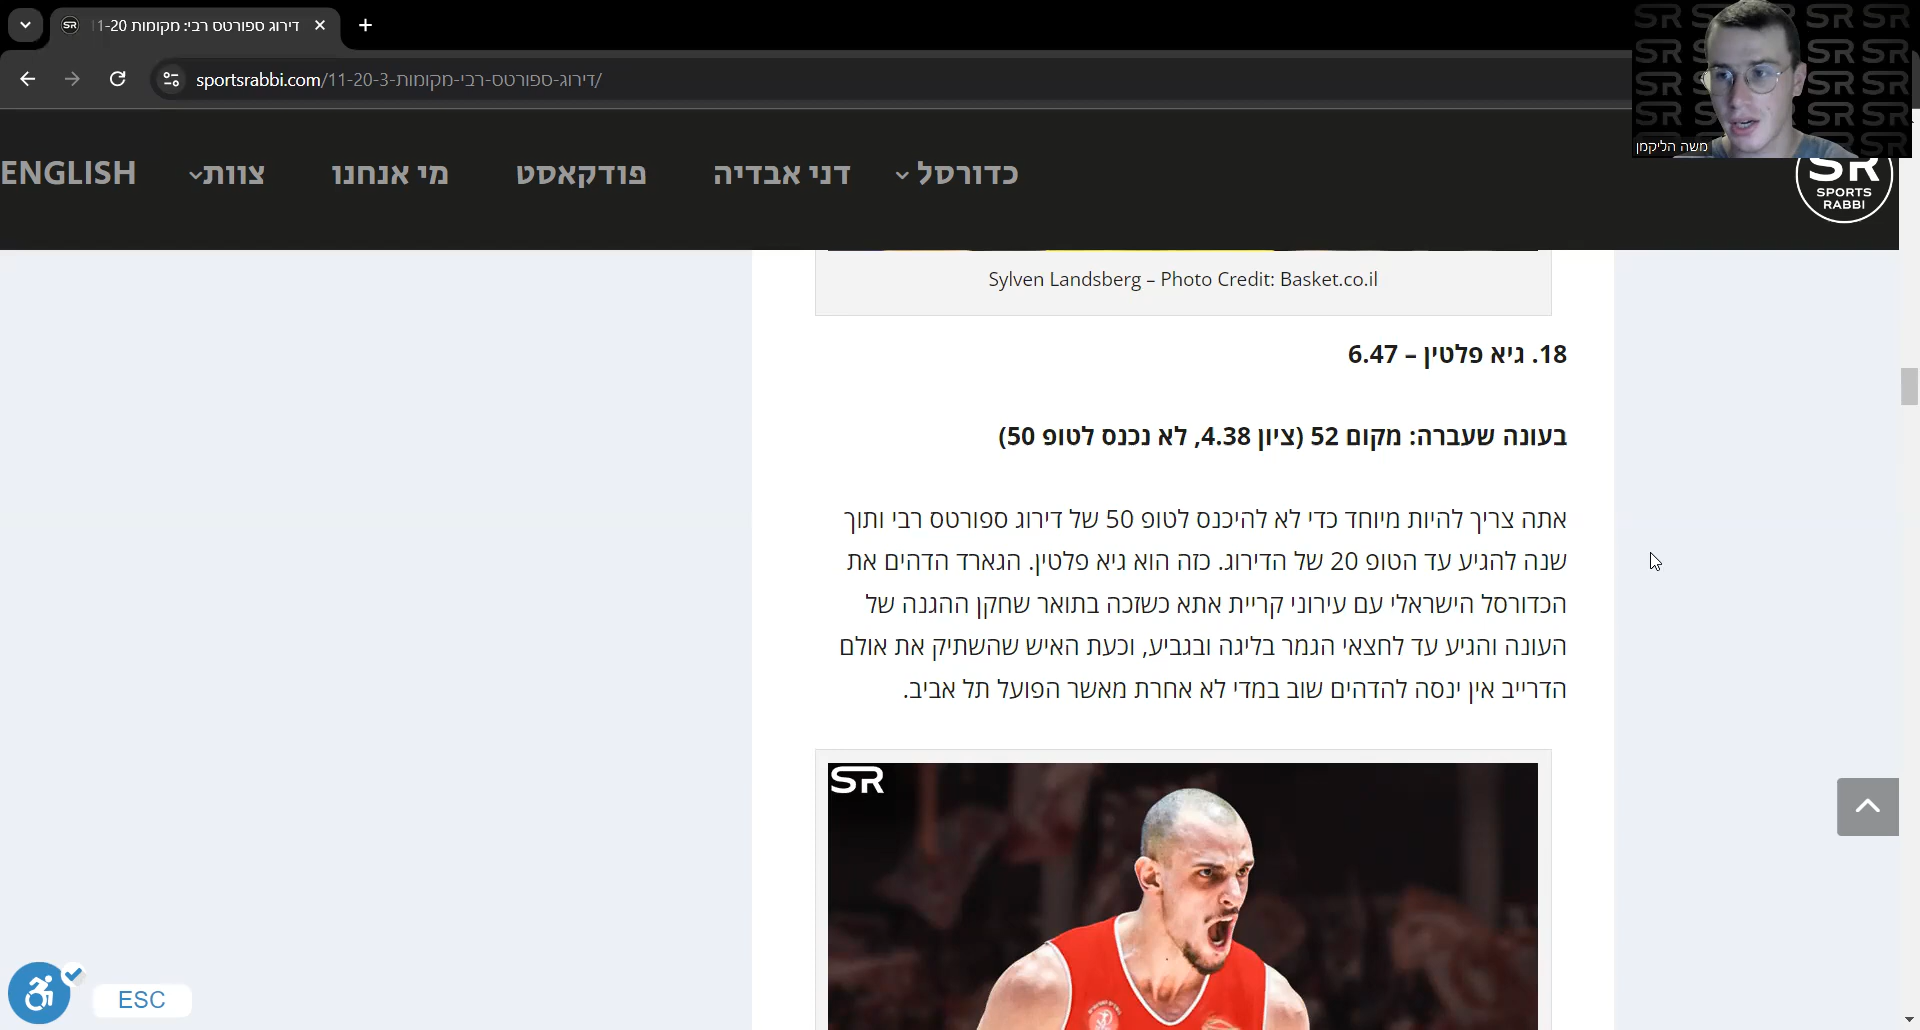 דירוג ספורטס רבי: מקומות 11-20
sportsrabbi.com/דירוג-ספורטס-רבי-מקומות-11-20-3/
משה הליקמן
SR
SPORTS
RABBI
כדורסל
דני אבדיה
פודקאסט
מי אנחנו
צוות
ENGLISH
Sylven Landsberg – Photo Credit: Basket.co.il
18. גיא פלטין – 6.47
בעונה שעברה: מקום 52 (ציון 4.38, לא נכנס לטופ 50)
אתה צריך להיות מיוחד כדי לא להיכנס לטופ 50 של דירוג ספורטס רבי ותוך
שנה להגיע עד הטופ 20 של הדירוג. כזה הוא גיא פלטין. הגארד הדהים את
הכדורסל הישראלי עם עירוני קריית אתא כשזכה בתואר שחקן ההגנה של
העונה והגיע עד לחצאי הגמר בליגה ובגביע, וכעת האיש שהשתיק את אולם
הדרייב אין ינסה להדהים שוב במדי לא אחרת מאשר הפועל תל אביב.
SR
ESC